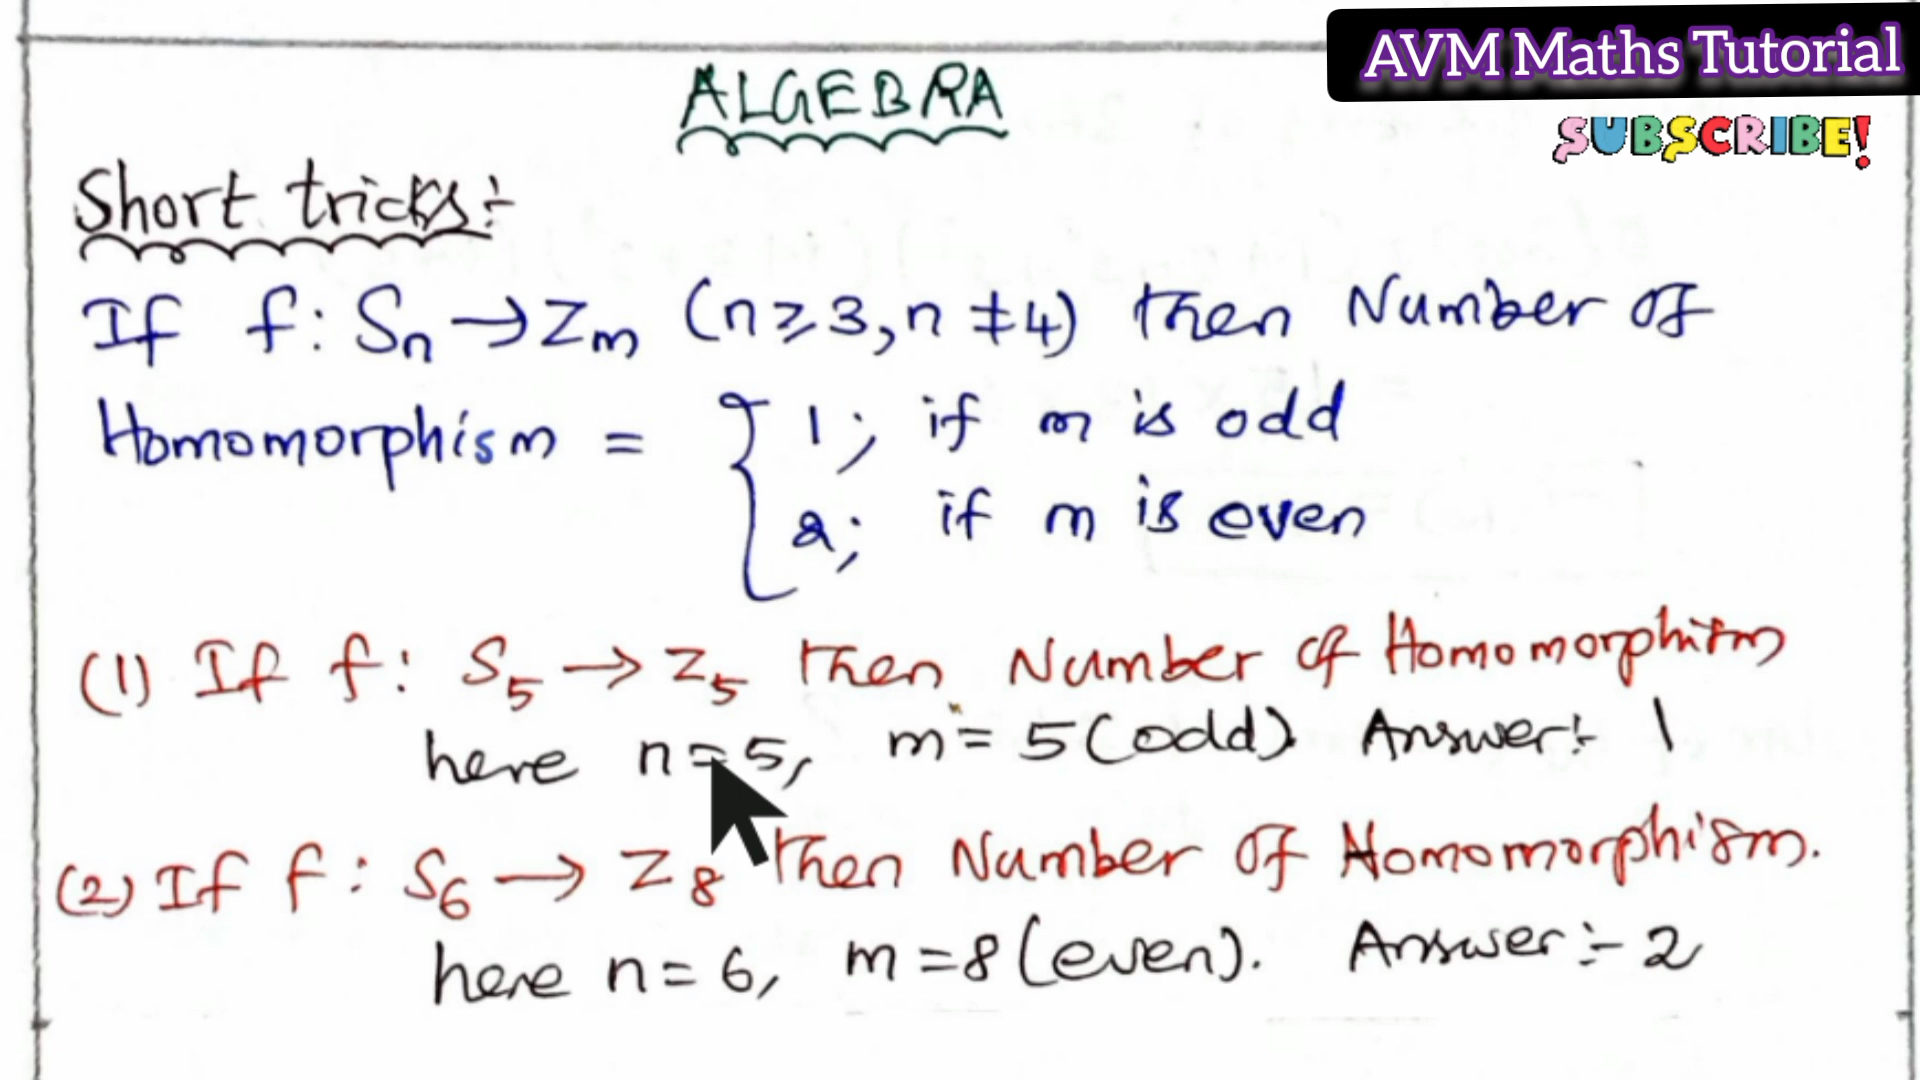 AVM Maths Tutorial
SUBSCRIBE!
ALGEBRA
Short tricks:-
If f: Sn → Zm (n ≥ 3, n ≠ 4) then Number of
Homomorphism = { 1; if m is odd
2; if m is even
(1) If f: S5 → Z5 then Number of Homomorphism
here n = 5, m = 5 (odd). Answer:- 1
(2) If f: S6 → Z8 then Number of Homomorphism.
here n = 6, m = 8 (even). Answer:- 2